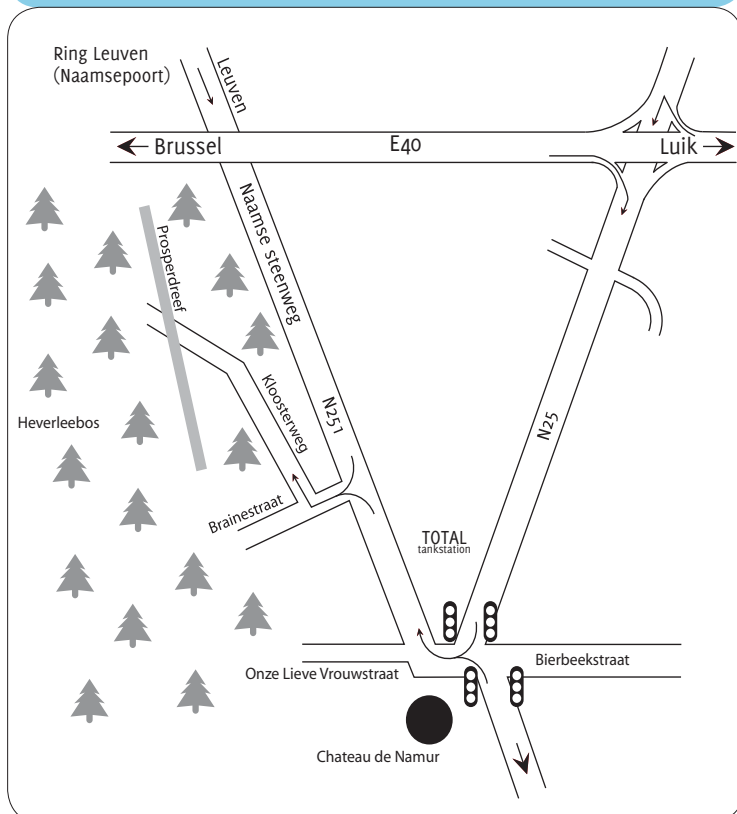 Ring Leuven
(Naamsepoort)
Leuven
Brussel
E40
Luik
Naamse steenweg
Prosperdreef
Kloosterweg
N251
N25
Heverleebos
Brainestraat
TOTAL
tankstation
Bierbeekstraat
Onze Lieve Vrouwstraat
Chateau de Namur